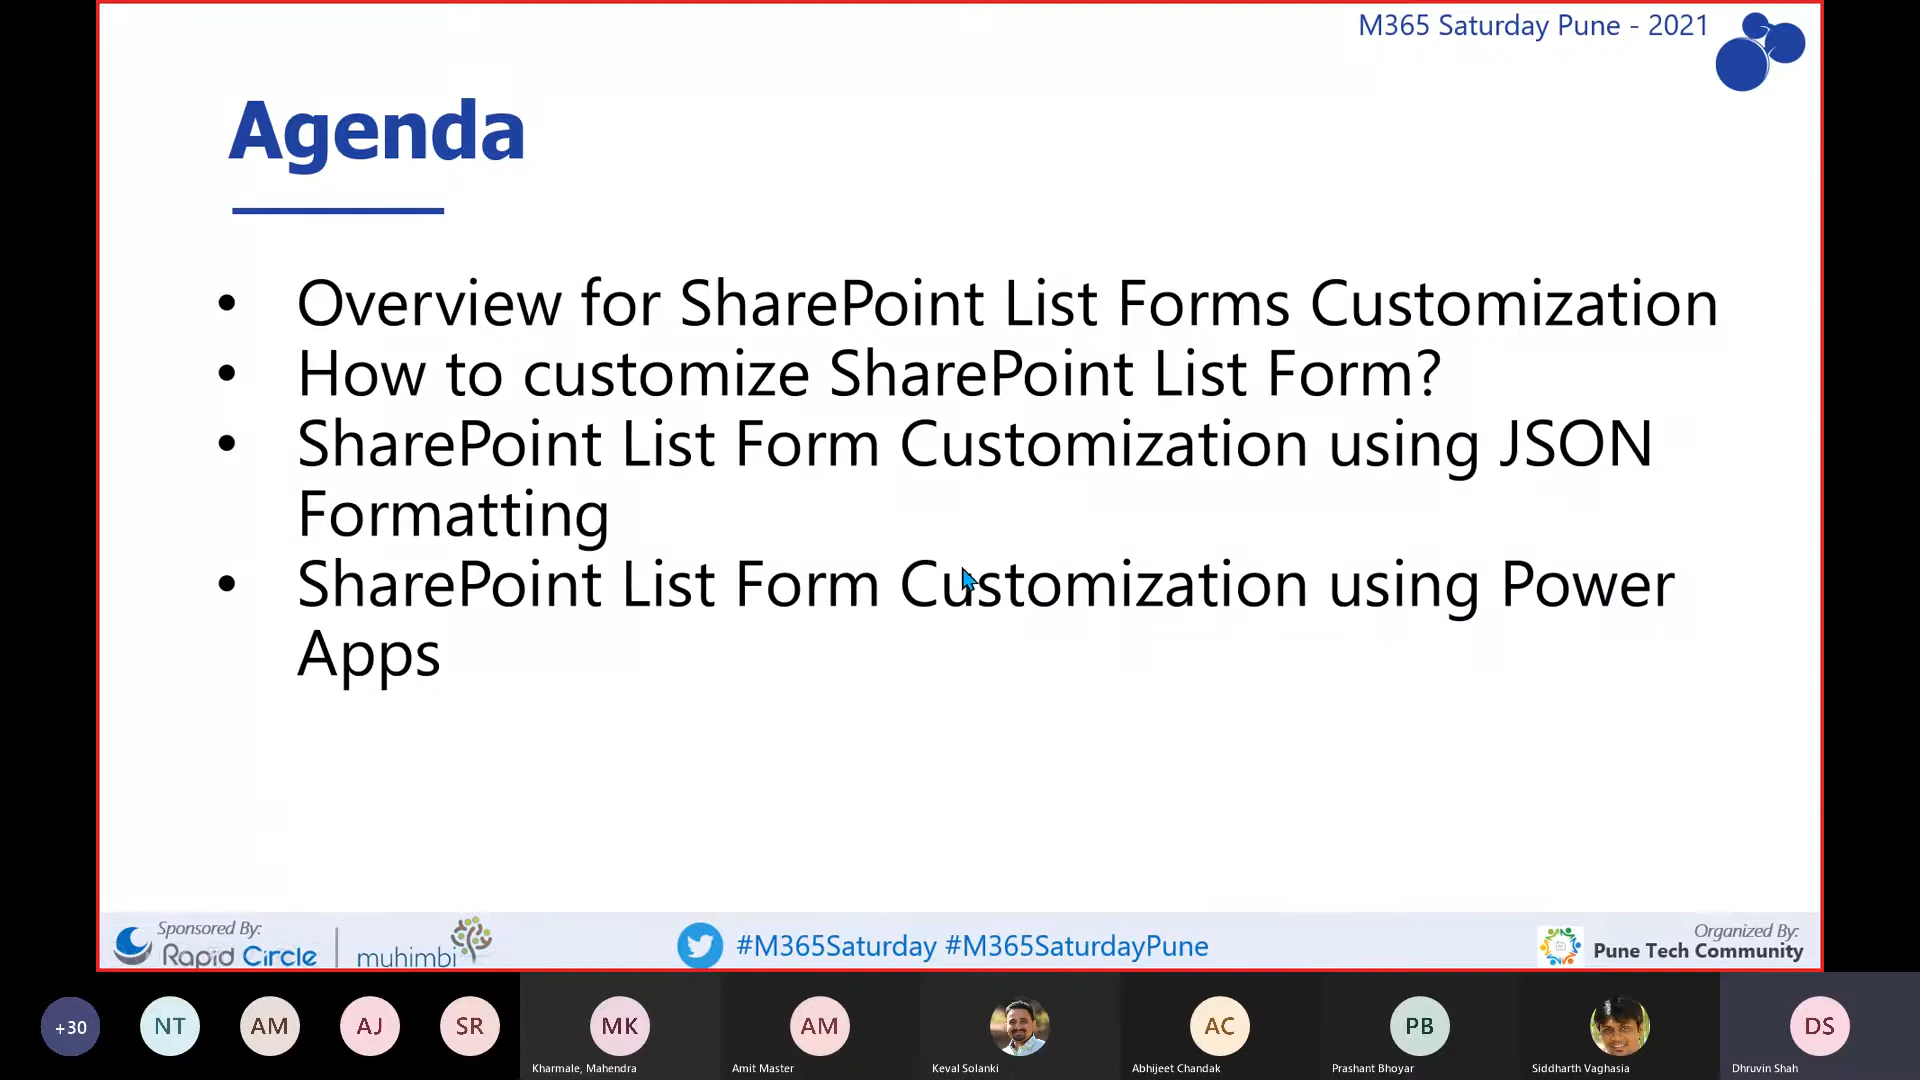 M365 Saturday Pune - 2021
Agenda
• Overview for SharePoint List Forms Customization
• How to customize SharePoint List Form?
• SharePoint List Form Customization using JSON
Formatting
• SharePoint List Form Customization using Power
Apps
Sponsored By:
Rapid Circle
muhimbi
#M365Saturday #M365SaturdayPune
Organized By:
Pune Tech Community
+30
NT
AM
AJ
SR
MK
AM
AC
PB
DS
Kharmale, Mahendra
Amit Master
Keval Solanki
Abhijeet Chandak
Prashant Bhoyar
Siddharth Vaghasia
Dhruvin Shah